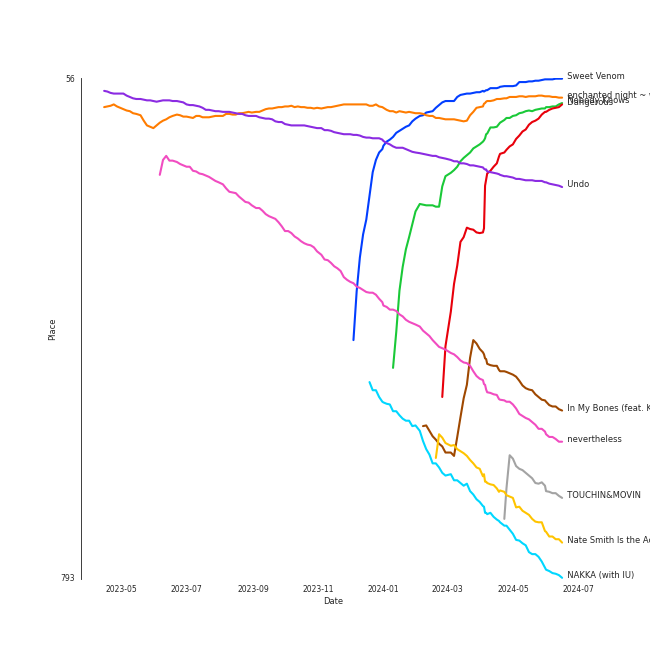 56
793
Place
Date
2023-05
2023-07
2023-09
2023-11
2024-01
2024-03
2024-05
2024-07
Sweet Venom
enchanted night ~
Dangerous
Undo
In My Bones (feat. K
nevertheless
TOUCHIN&MOVIN
Nate Smith Is the A
NAKKA (with IU)